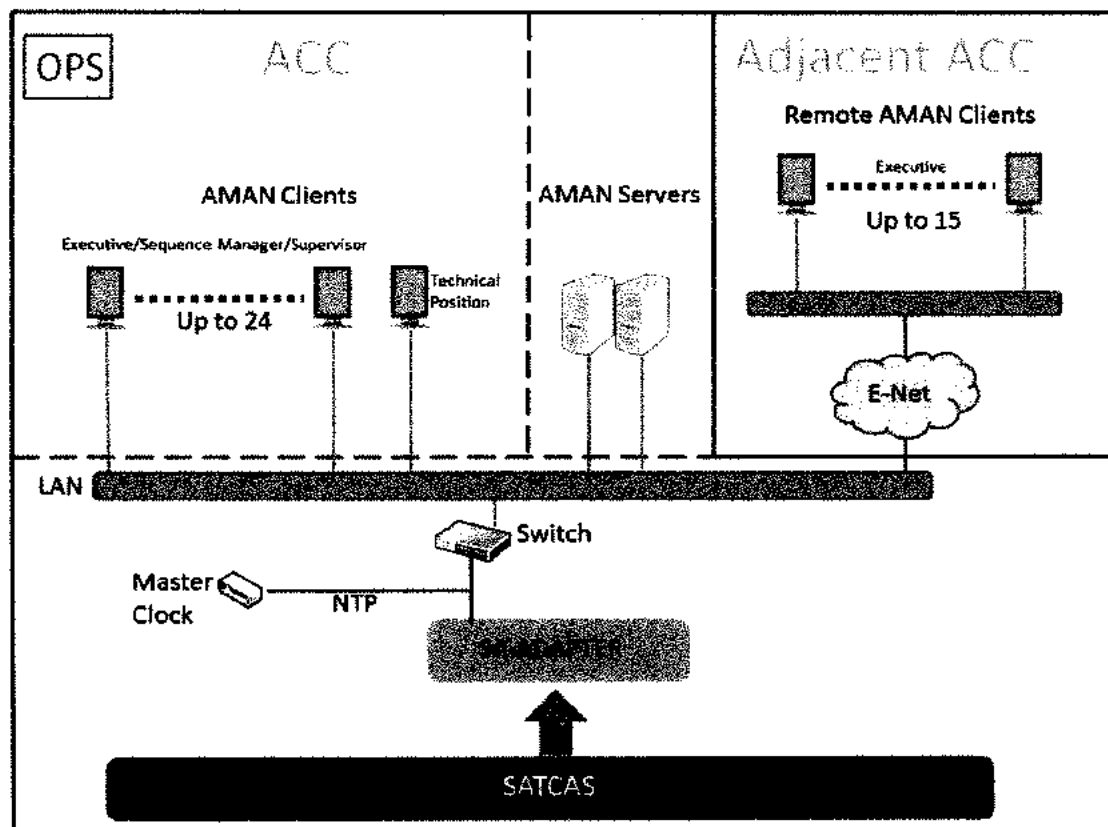 OPS
ACC
Adjacent ACC
Remote AMAN Clients
Executive
Up to 15
AMAN Clients
AMAN Servers
Executive/Sequence Manager/Supervisor
Technical
Position
Up to 24
E-Net
LAN
Switch
Master
Clock
NTP
ADAPTER
SATCAS